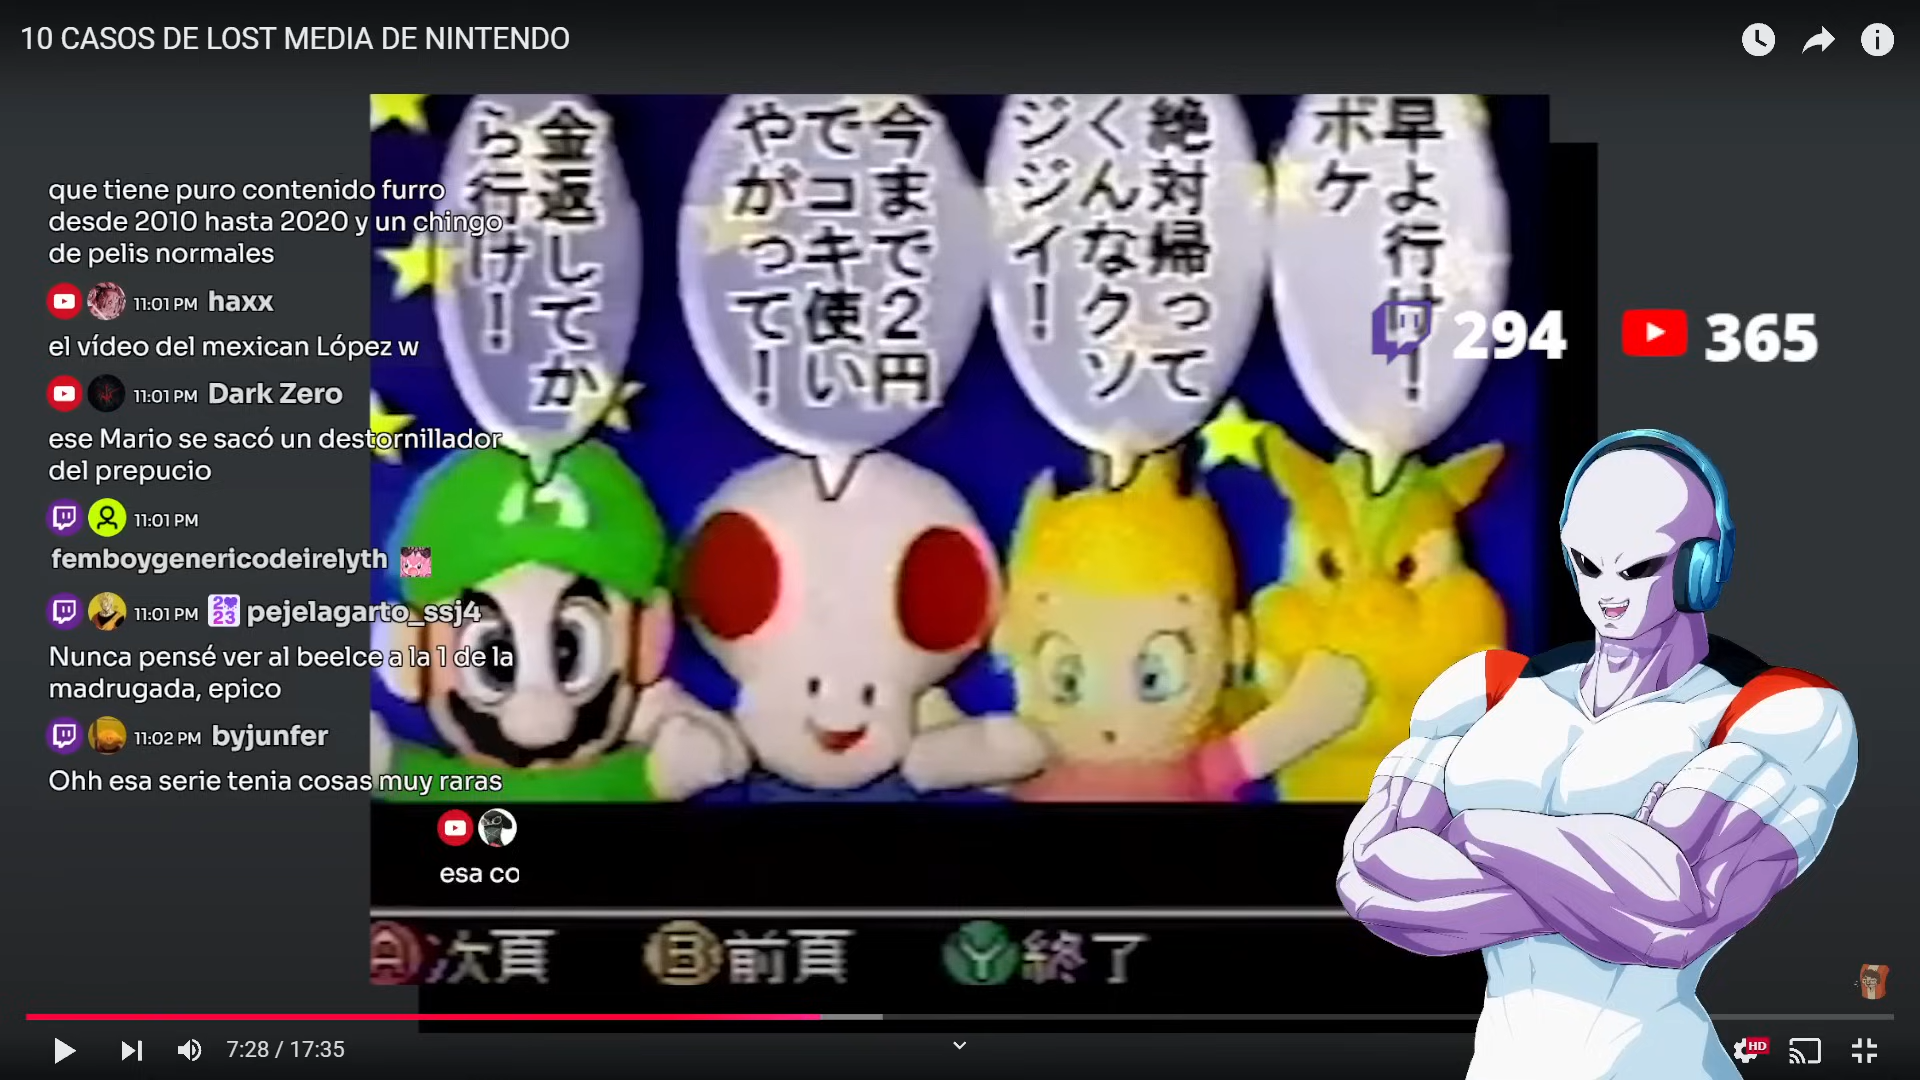 10 CASOS DE LOST MEDIA DE NINTENDO
que tiene puro contenido furro
desde 2010 hasta 2020 y un chingo
de pelis normales
11:01 PM haxx
el vídeo del mexican López w
11:01 PM Dark Zero
ese Mario se sacó un destornillador
del prepucio
11:01 PM
femboygenericodeirelyth
11:01 PM 2023 pejelagarto_ssj4
Nunca pensé ver al beelce a la 1 de la
madrugada, epico
11:02 PM byjunfer
Ohh esa serie tenia cosas muy raras
esa co
早よ行け!
ボケ
絶対帰って
くんなクソ
ジジイ!
今まで2円
でコキ使い
やがって!
金返してか
ら行け!
294
365
A次頁 B前頁 Y終了
7:28 / 17:35
HD